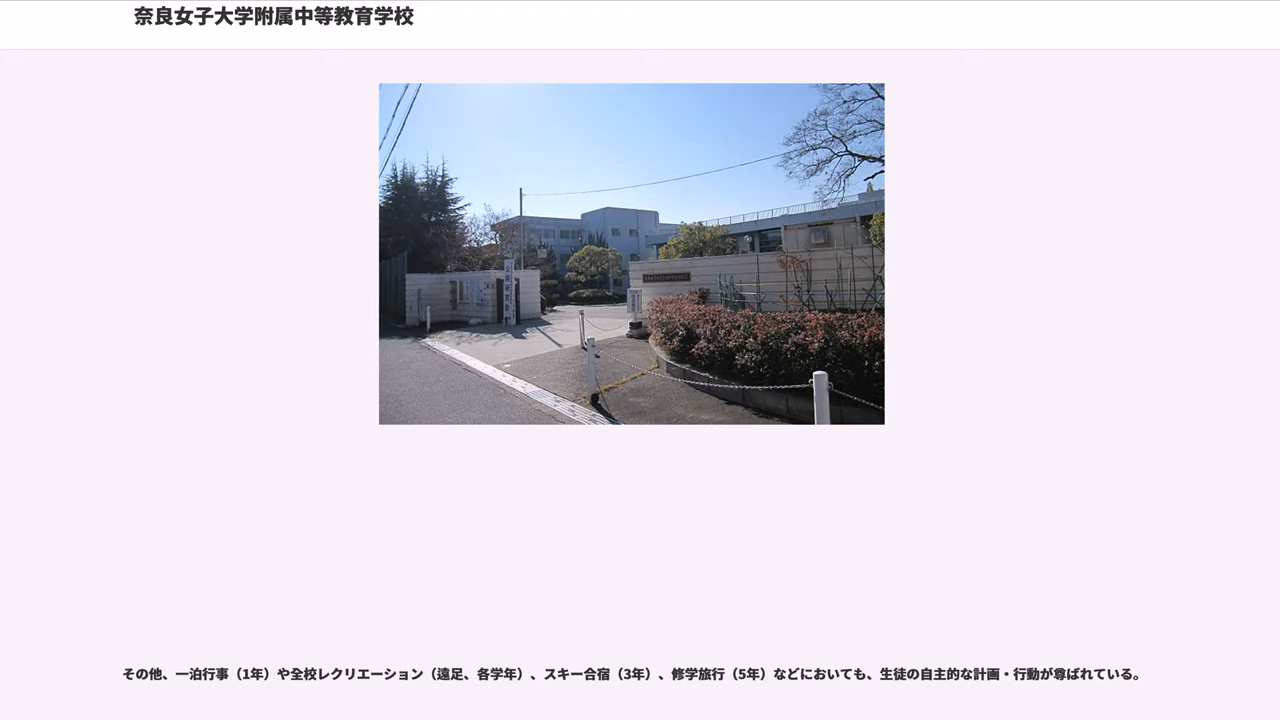 奈良女子大学附属中等教育学校
その他、一泊行事（1年）や全校レクリエーション（遠足、各学年）、スキー合宿（3年）、修学旅行（5年）などにおいても、生徒の自主的な計画・行動が尊ばれている。